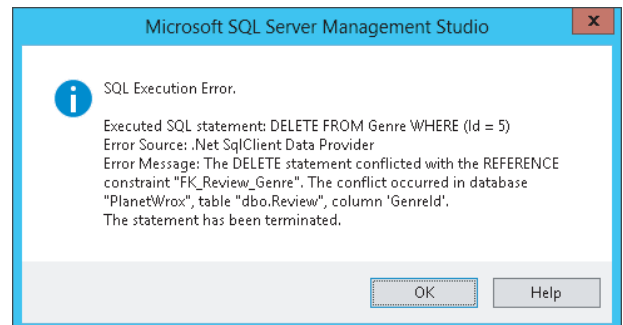 Microsoft SQL Server Management Studio
x
SQL Execution Error.
Executed SQL statement: DELETE FROM Genre WHERE (Id = 5)
Error Source: .Net SqlClient Data Provider
Error Message: The DELETE statement conflicted with the REFERENCE
constraint "FK_Review_Genre". The conflict occurred in database
"PlanetWrox", table "dbo.Review", column 'GenreId'.
The statement has been terminated.
OK
Help